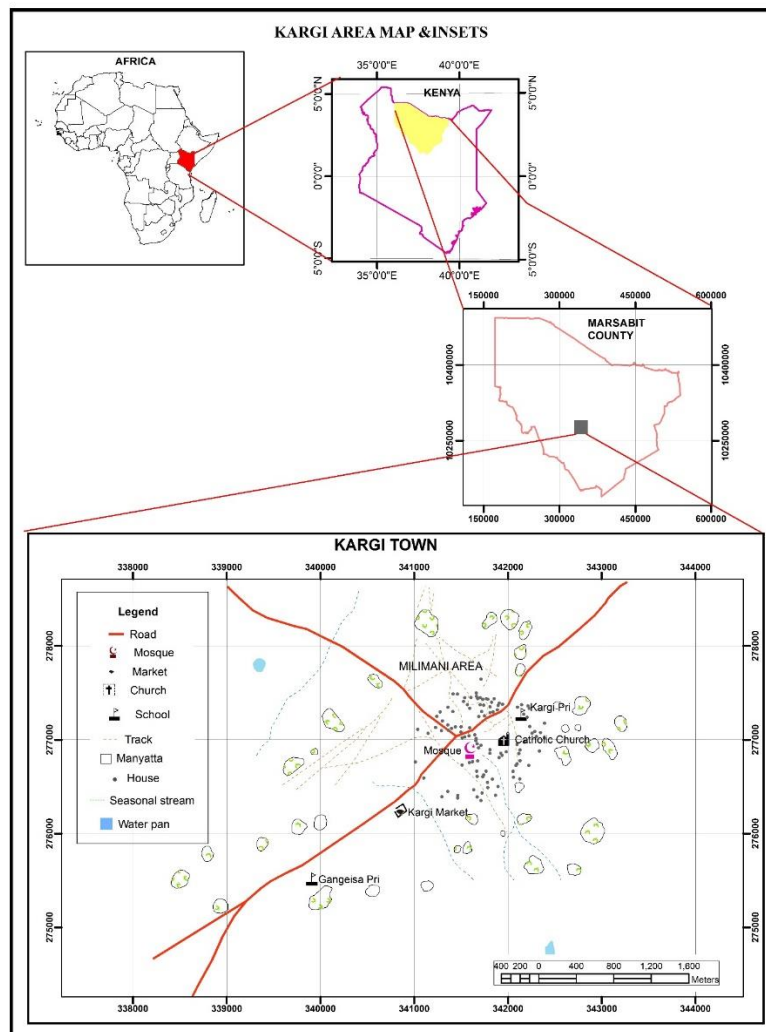 KARGI AREA MAP &INSETS
AFRICA
35°0'0"E 40°0'0"E
KENYA
5°0'0"N 5°0'0"N
0°0'0" 0°0'0"
5°0'0"S 5°0'0"S
35°0'0"E 40°0'0"E
150000 300000 450000 600000
MARSABIT
COUNTY
10400000 10400000
10250000 10250000
150000 300000 450000 600000
KARGI TOWN
338000 339000 340000 341000 342000 343000 344000
278000 278000
277000 277000
276000 276000
275000 275000
Legend
Road
Mosque
Market
Church
School
Track
Manyatta
House
Seasonal stream
Water pan
MILIMANI AREA
Kargi Pri
Mosque
Catholic Church
Kargi Market
Gangeisa Pri
400 200 0 400 800 1,200 1,600
Meters
338000 339000 340000 341000 342000 343000 344000